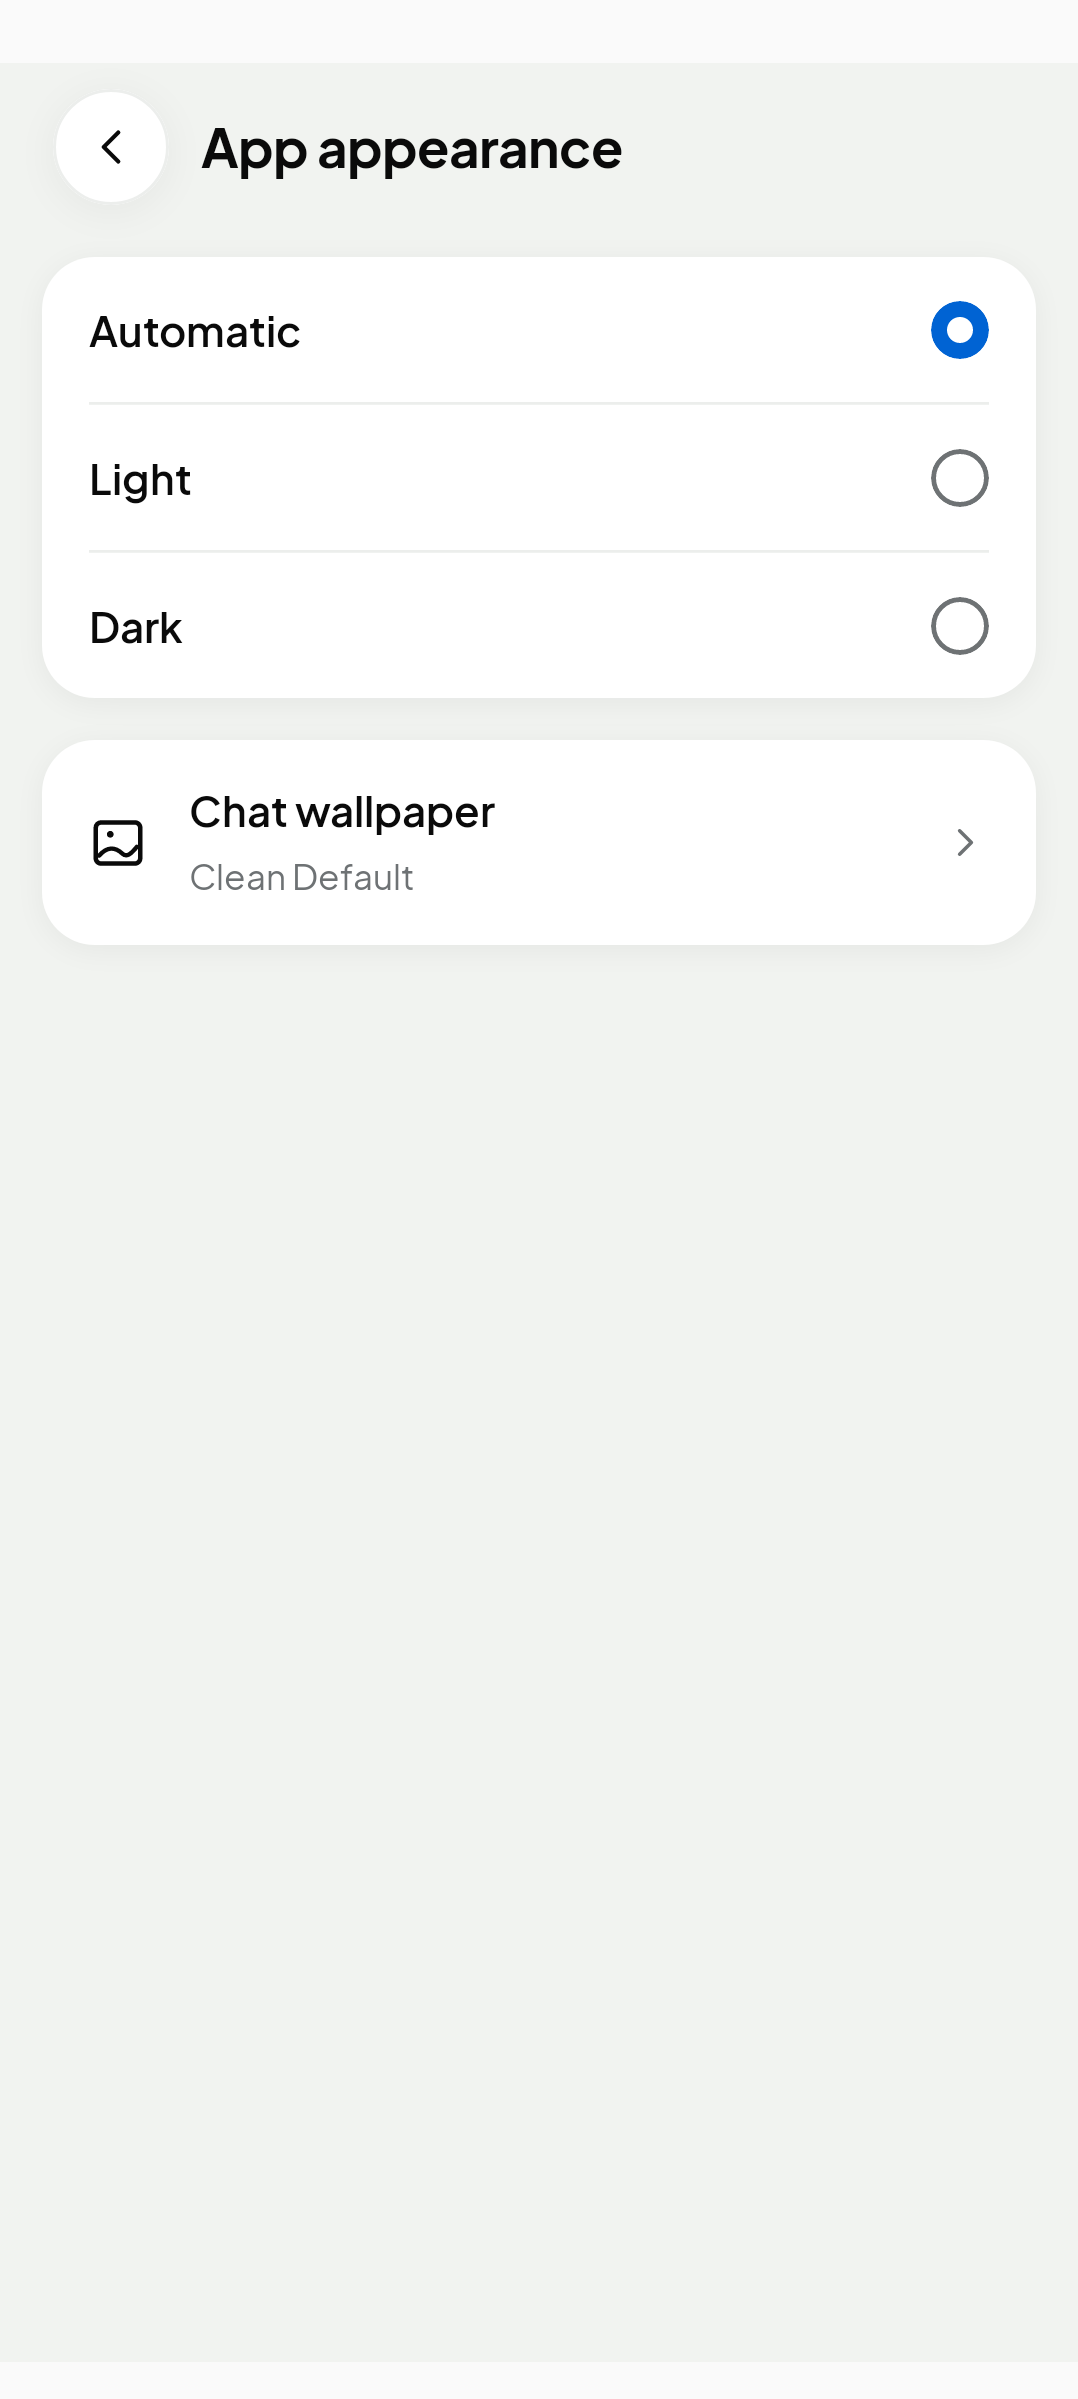 App appearance
Automatic
Light
Dark
Chat wallpaper
Clean Default